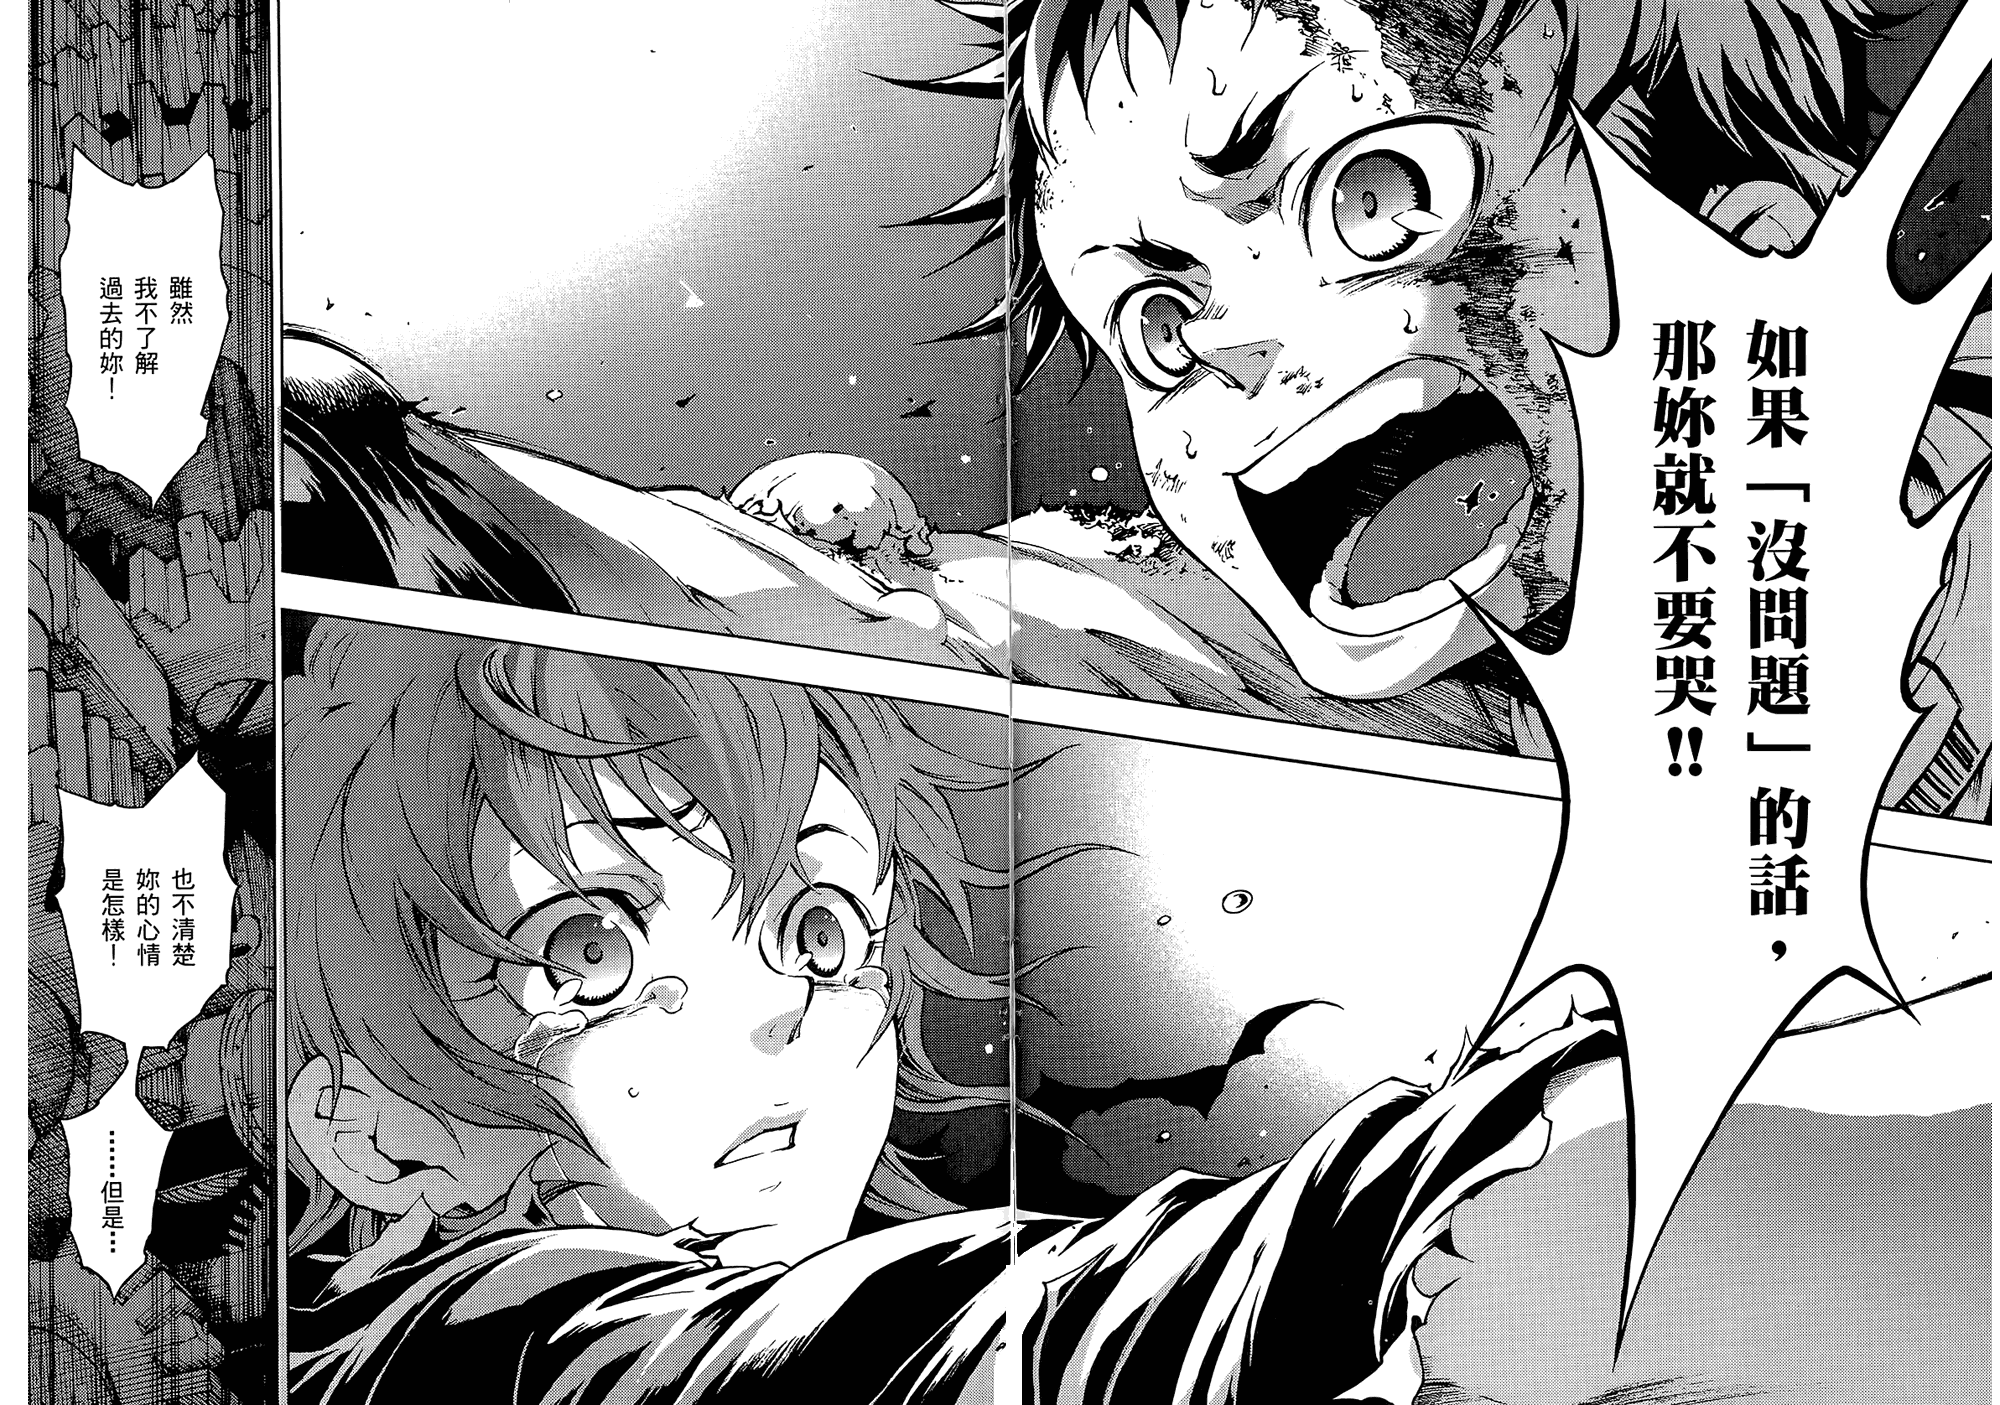 如果「沒問題」的話，
那妳就不要哭!!
雖然
我不了解
過去的妳！
也不清楚
妳的心情
是怎樣！
……但是…